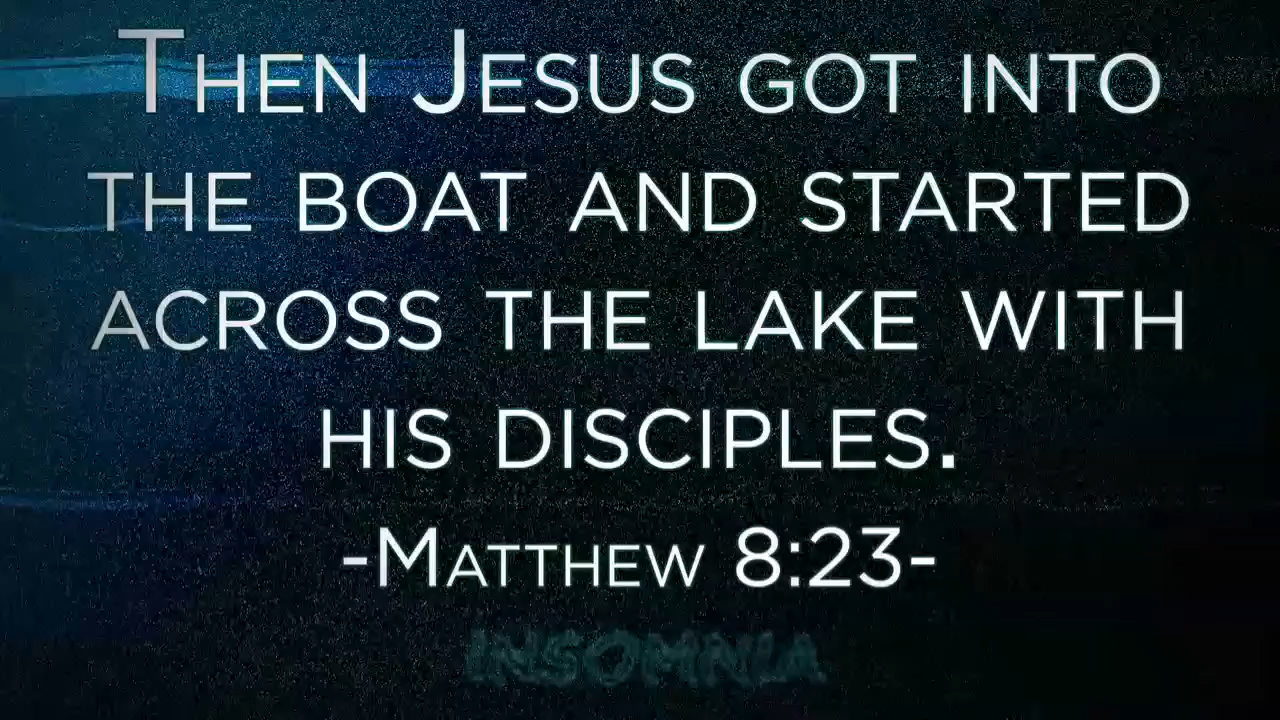 Then Jesus got into
the boat and started
across the lake with
his disciples.
-Matthew 8:23-
INSOMNIA